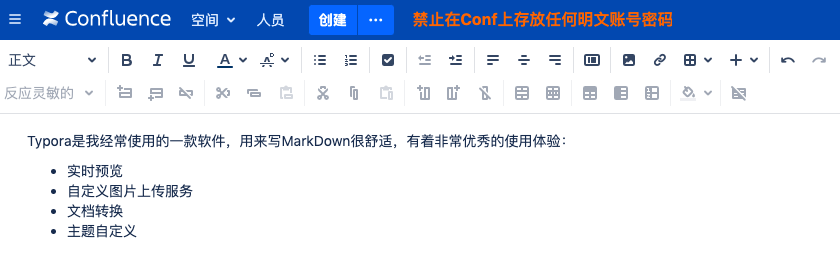 Confluence 空间 人员 创建 ··· 禁止在Conf上存放任何明文账号密码
正文 B I U A
反应灵敏的
Typora是我经常使用的一款软件，用来写MarkDown很舒适，有着非常优秀的使用体验：
• 实时预览
• 自定义图片上传服务
• 文档转换
• 主题自定义